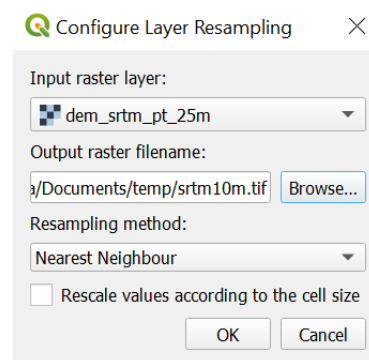 Configure Layer Resampling
Input raster layer:
dem_srtm_pt_25m
Output raster filename:
a/Documents/temp/srtm10m.tif Browse...
Resampling method:
Nearest Neighbour
Rescale values according to the cell size
OK Cancel